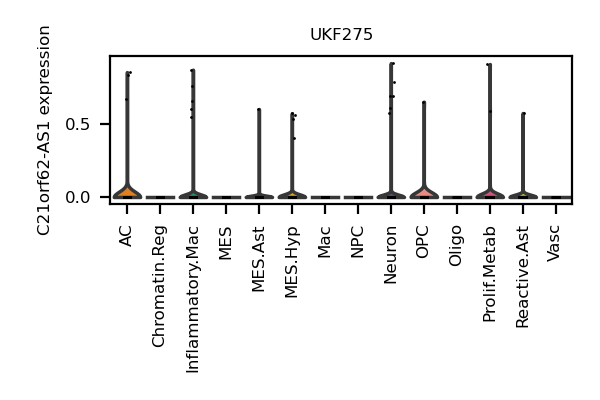 UKF275
C21orf62-AS1 expression
0.5
0.0
AC
Chromatin.Reg
Inflammatory.Mac
MES
MES.Ast
MES.Hyp
Mac
NPC
Neuron
OPC
Oligo
Prolif.Metab
Reactive.Ast
Vasc